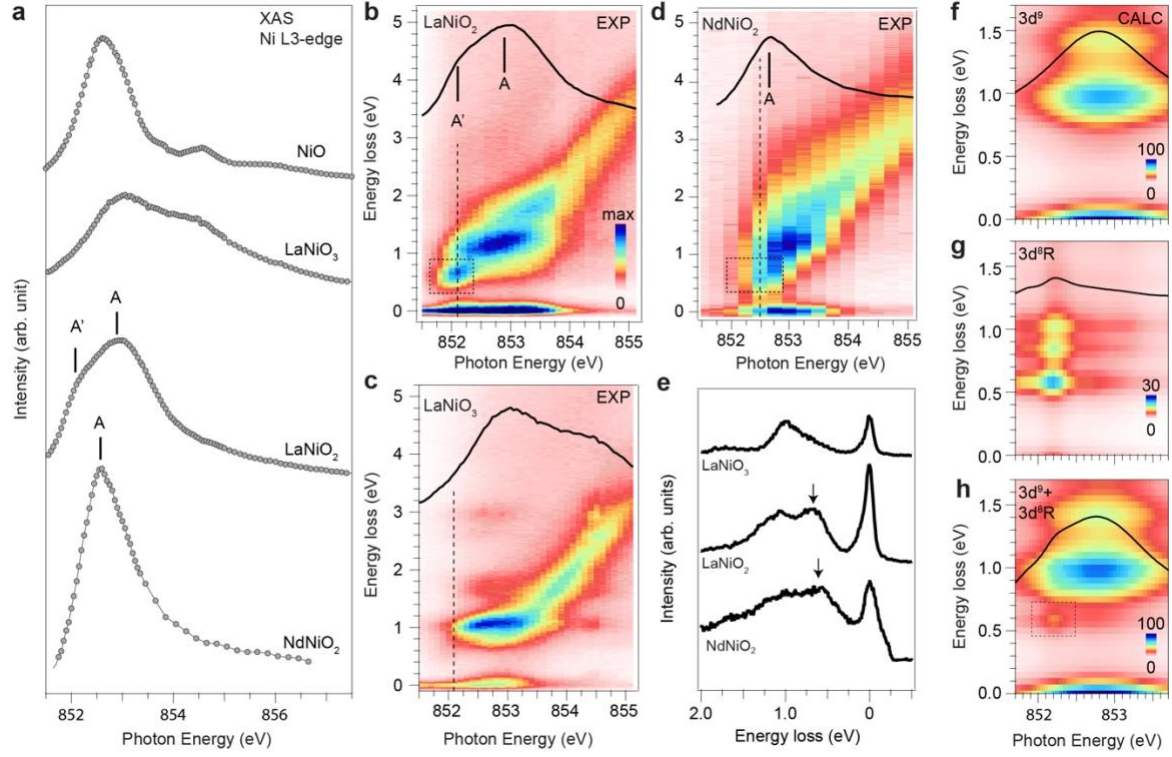 a
XAS
Ni L3-edge
NiO
LaNiO3
A'
A
LaNiO2
A
NdNiO2
Intensity (arb. unit)
852
854
856
Photon Energy (eV)
b
LaNiO2
EXP
A
A'
max
0
5
4
3
2
1
0
Energy loss (eV)
852
853
854
855
Photon Energy (eV)
c
LaNiO3
EXP
5
4
3
2
1
0
Energy loss (eV)
852
853
854
855
Photon Energy (eV)
d
NdNiO2
EXP
A
5
4
3
2
1
0
852
853
854
855
Photon Energy (eV)
e
LaNiO3
LaNiO2
NdNiO2
Intensity (arb. units)
2.0
1.0
0
Energy loss (eV)
f
3d⁹
CALC
1.5
1.0
0.5
0.0
Energy loss (eV)
100
0
g
3d⁸R
1.5
1.0
0.5
0.0
Energy loss (eV)
30
0
h
3d⁹+
3d⁸R
1.5
1.0
0.5
0.0
Energy loss (eV)
100
0
852
853
Photon Energy (eV)